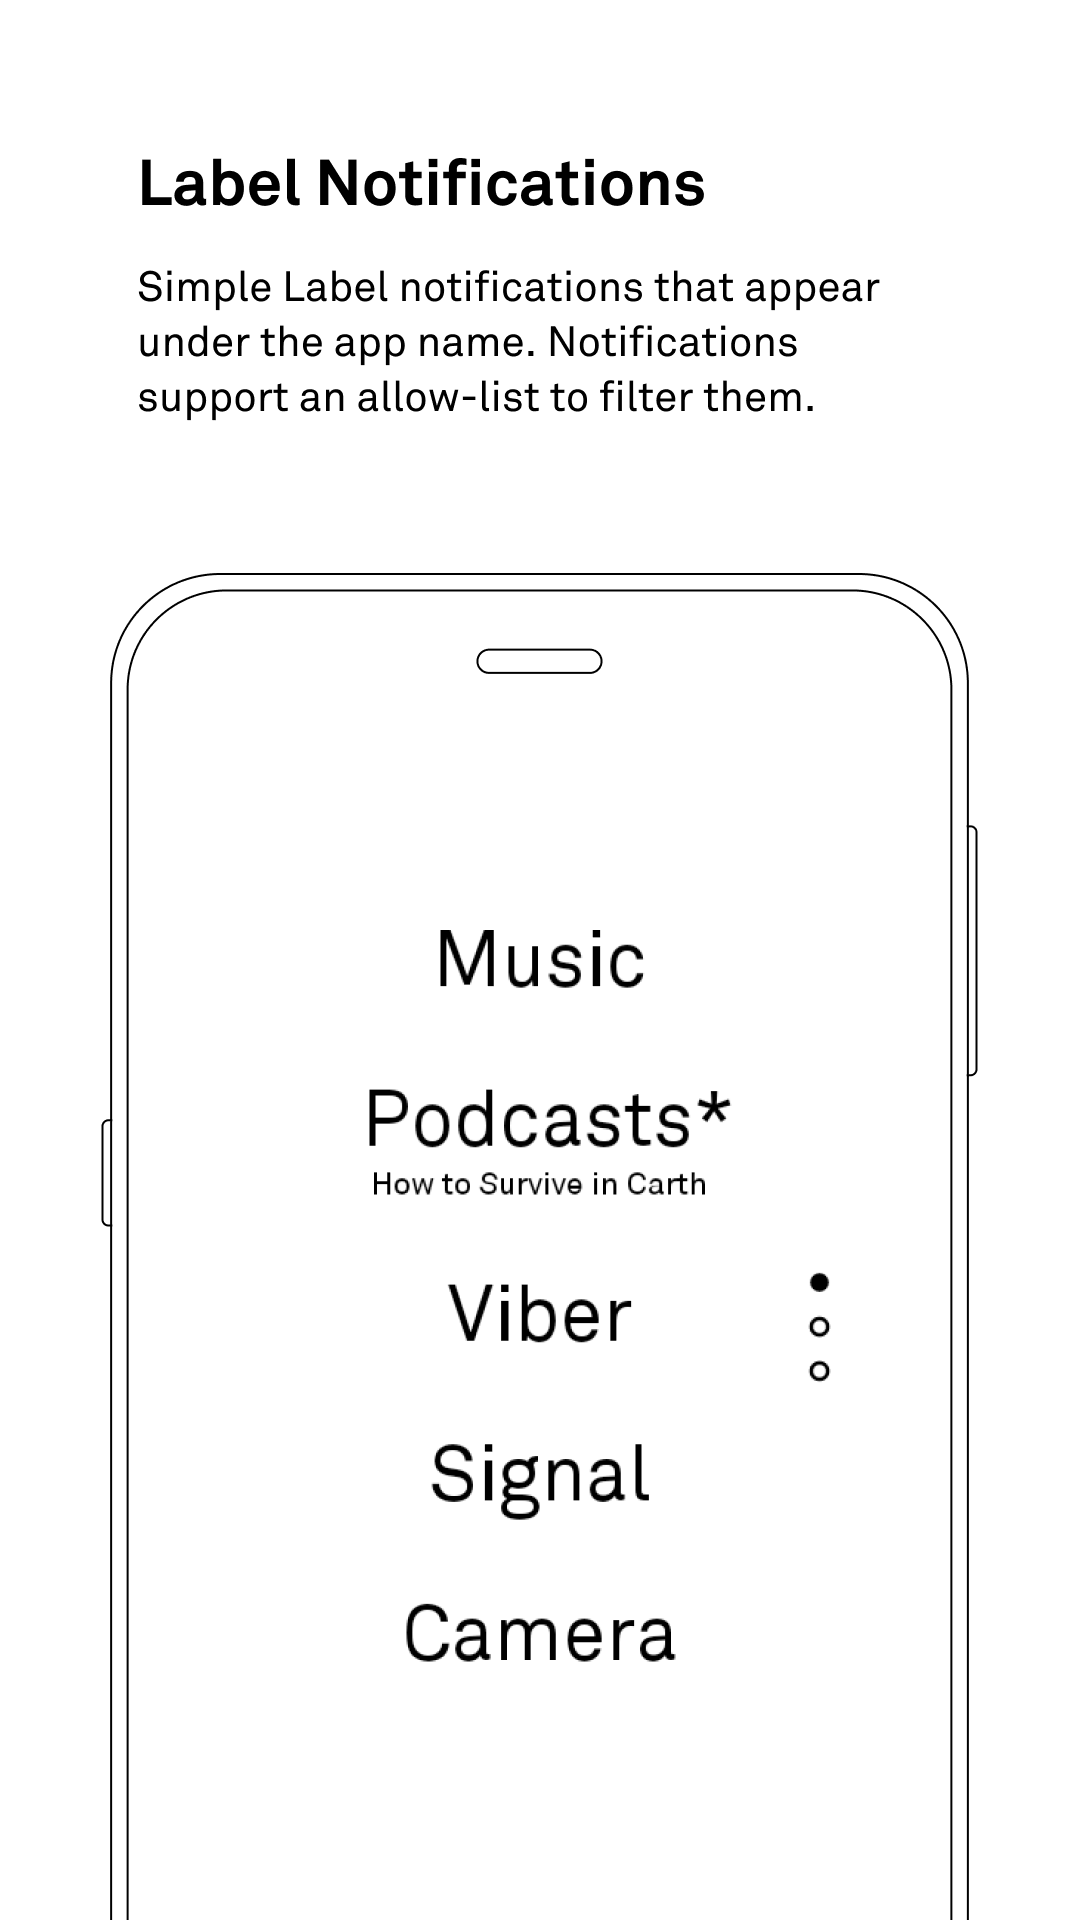 Label Notifications
Simple Label notifications that appear
under the app name. Notifications
support an allow-list to filter them.
Music
Podcasts*
How to Survive in Carth
Viber
Signal
Camera